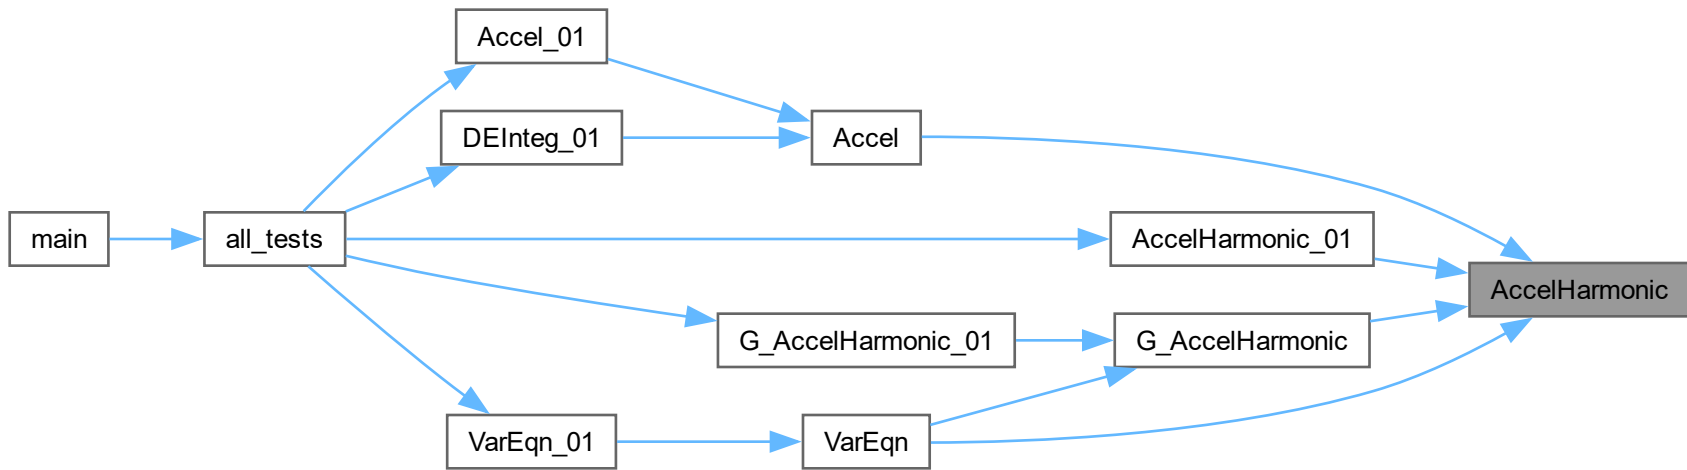 Accel_01
DEInteg_01
Accel
main
all_tests
AccelHarmonic_01
AccelHarmonic
G_AccelHarmonic_01
G_AccelHarmonic
VarEqn_01
VarEqn